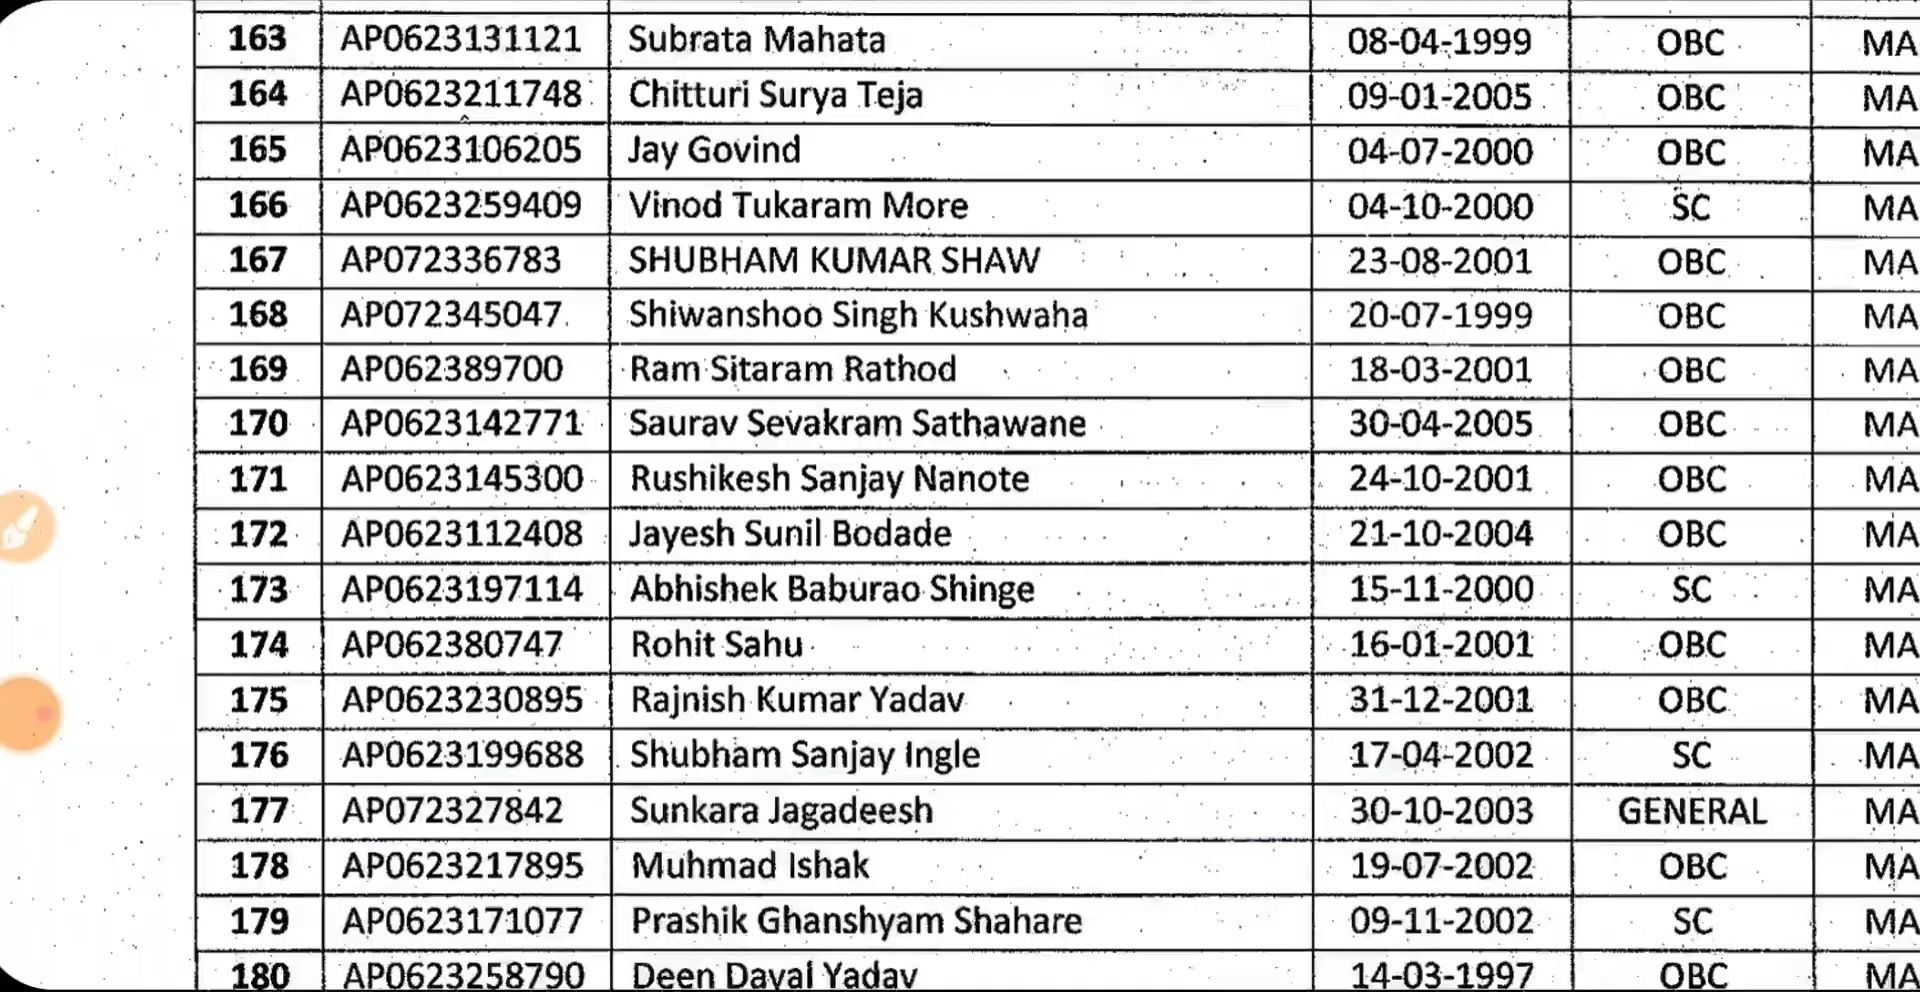 163 AP0623131121 Subrata Mahata 08-04-1999 OBC MA
164 AP0623211748 Chitturi Surya Teja 09-01-2005 OBC MA
165 AP0623106205 Jay Govind 04-07-2000 OBC MA
166 AP0623259409 Vinod Tukaram More 04-10-2000 SC MA
167 AP072336783 SHUBHAM KUMAR SHAW 23-08-2001 OBC MA
168 AP072345047 Shiwanshoo Singh Kushwaha 20-07-1999 OBC MA
169 AP062389700 Ram Sitaram Rathod 18-03-2001 OBC MA
170 AP0623142771 Saurav Sevakram Sathawane 30-04-2005 OBC MA
171 AP0623145300 Rushikesh Sanjay Nanote 24-10-2001 OBC MA
172 AP0623112408 Jayesh Sunil Bodade 21-10-2004 OBC MA
173 AP0623197114 Abhishek Baburao Shinge 15-11-2000 SC MA
174 AP062380747 Rohit Sahu 16-01-2001 OBC MA
175 AP0623230895 Rajnish Kumar Yadav 31-12-2001 OBC MA
176 AP0623199688 Shubham Sanjay Ingle 17-04-2002 SC MA
177 AP072327842 Sunkara Jagadeesh 30-10-2003 GENERAL MA
178 AP0623217895 Muhmad Ishak 19-07-2002 OBC MA
179 AP0623171077 Prashik Ghanshyam Shahare 09-11-2002 SC MA
180 AP0623258790 Deen Dayal Yadav 14-03-1997 OBC MA